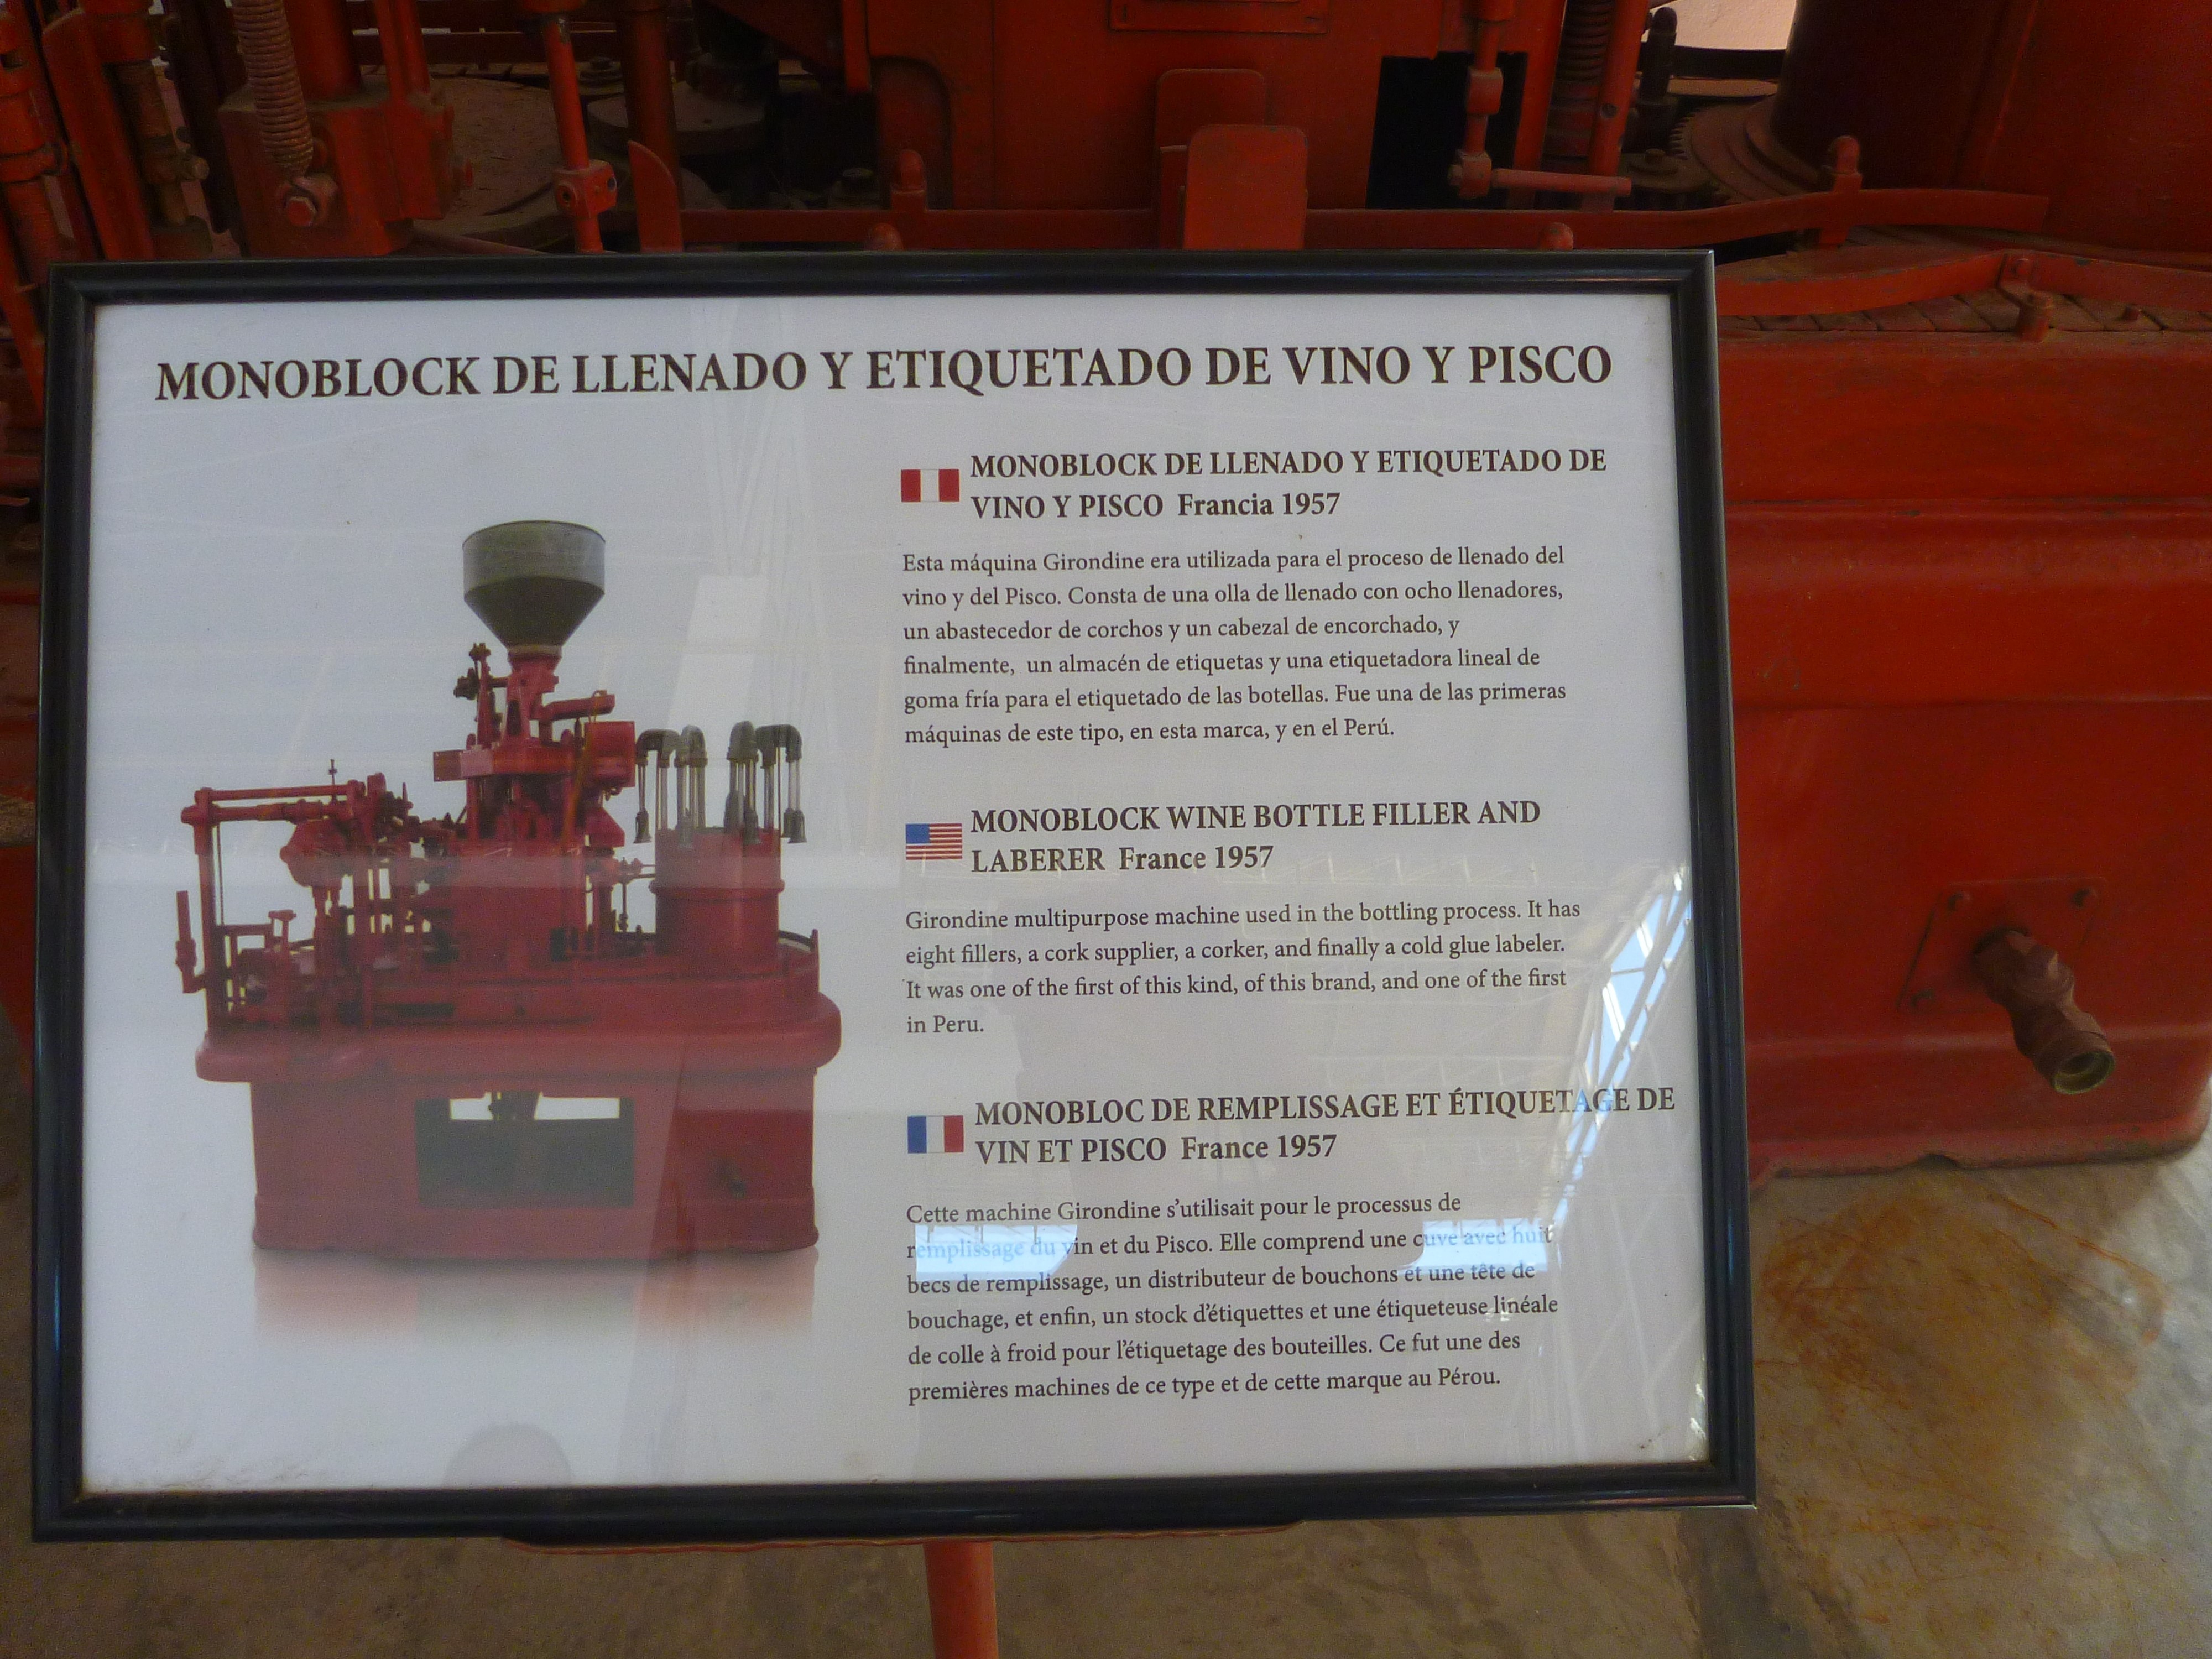 MONOBLOCK DE LLENADO Y ETIQUETADO DE VINO Y PISCO
MONOBLOCK DE LLENADO Y ETIQUETADO DE
VINO Y PISCO Francia 1957
Esta máquina Girondine era utilizada para el proceso de llenado del
vino y del Pisco. Consta de una olla de llenado con ocho llenadores,
un abastecedor de corchos y un cabezal de encorchado, y
finalmente, un almacén de etiquetas y una etiquetadora lineal de
goma fría para el etiquetado de las botellas. Fue una de las primeras
máquinas de este tipo, en esta marca, y en el Perú.
MONOBLOCK WINE BOTTLE FILLER AND
LABERER France 1957
Girondine multipurpose machine used in the bottling process. It has
eight fillers, a cork supplier, a corker, and finally a cold glue labeler.
It was one of the first of this kind, of this brand, and one of the first
in Peru.
MONOBLOC DE REMPLISSAGE ET ÉTIQUETAGE DE
VIN ET PISCO France 1957
Cette machine Girondine s'utilisait pour le processus de
remplissage du vin et du Pisco. Elle comprend une cuve avec huit
becs de remplissage, un distributeur de bouchons et une tête de
bouchage, et enfin, un stock d'étiquettes et une étiqueteuse linéale
de colle à froid pour l'étiquetage des bouteilles. Ce fut une des
premières machines de ce type et de cette marque au Pérou.